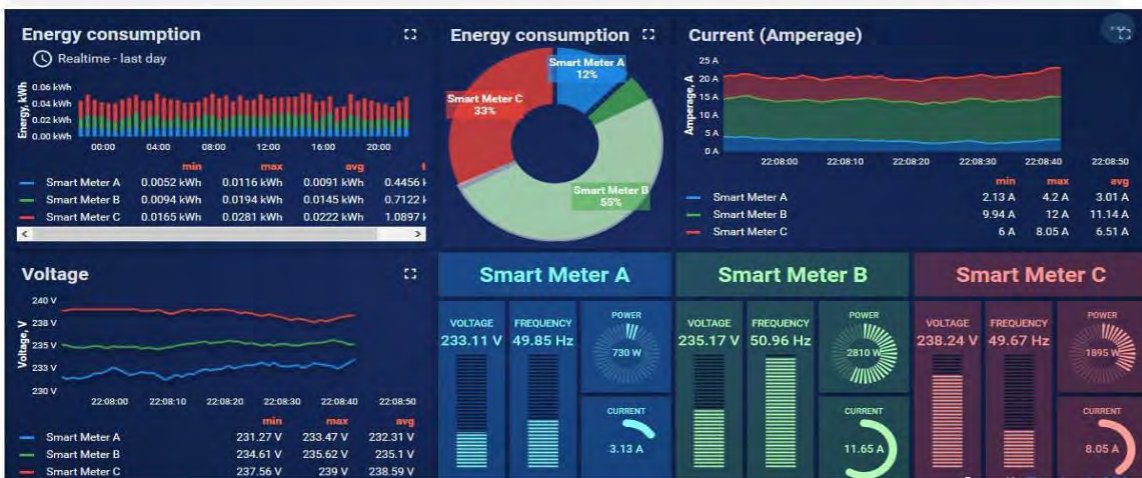 Energy consumption
Realtime - last day
Energy, kWh
0.06 kWh
0.04 kWh
0.02 kWh
0.00 kWh
00:00 04:00 08:00 12:00 16:00 20:00
min max avg
Smart Meter A 0.0052 kWh 0.0116 kWh 0.0091 kWh 0.4456
Smart Meter B 0.0094 kWh 0.0194 kWh 0.0145 kWh 0.7122
Smart Meter C 0.0165 kWh 0.0281 kWh 0.0222 kWh 1.0897
Energy consumption
Smart Meter A
12%
Smart Meter C
33%
Smart Meter B
55%
Current (Amperage)
Amperage, A
25 A
20 A
15 A
10 A
5 A
0 A
22:08:00 22:08:10 22:08:20 22:08:30 22:08:40 22:08:50
min max avg
Smart Meter A 2.13 A 4.2 A 3.01 A
Smart Meter B 9.94 A 12 A 11.14 A
Smart Meter C 6 A 8.05 A 6.51 A
Voltage
Voltage, V
240 V
238 V
235 V
233 V
230 V
22:08:00 22:08:10 22:08:20 22:08:30 22:08:40 22:08:50
min max avg
Smart Meter A 231.27 V 233.47 V 232.31 V
Smart Meter B 234.61 V 235.62 V 235.1 V
Smart Meter C 237.56 V 239 V 238.59 V
Smart Meter A
VOLTAGE
233.11 V
FREQUENCY
49.85 Hz
POWER
730 W
CURRENT
3.13 A
Smart Meter B
VOLTAGE
235.17 V
FREQUENCY
50.96 Hz
POWER
2810 W
CURRENT
11.65 A
Smart Meter C
VOLTAGE
238.24 V
FREQUENCY
49.67 Hz
POWER
1895 W
CURRENT
8.05 A